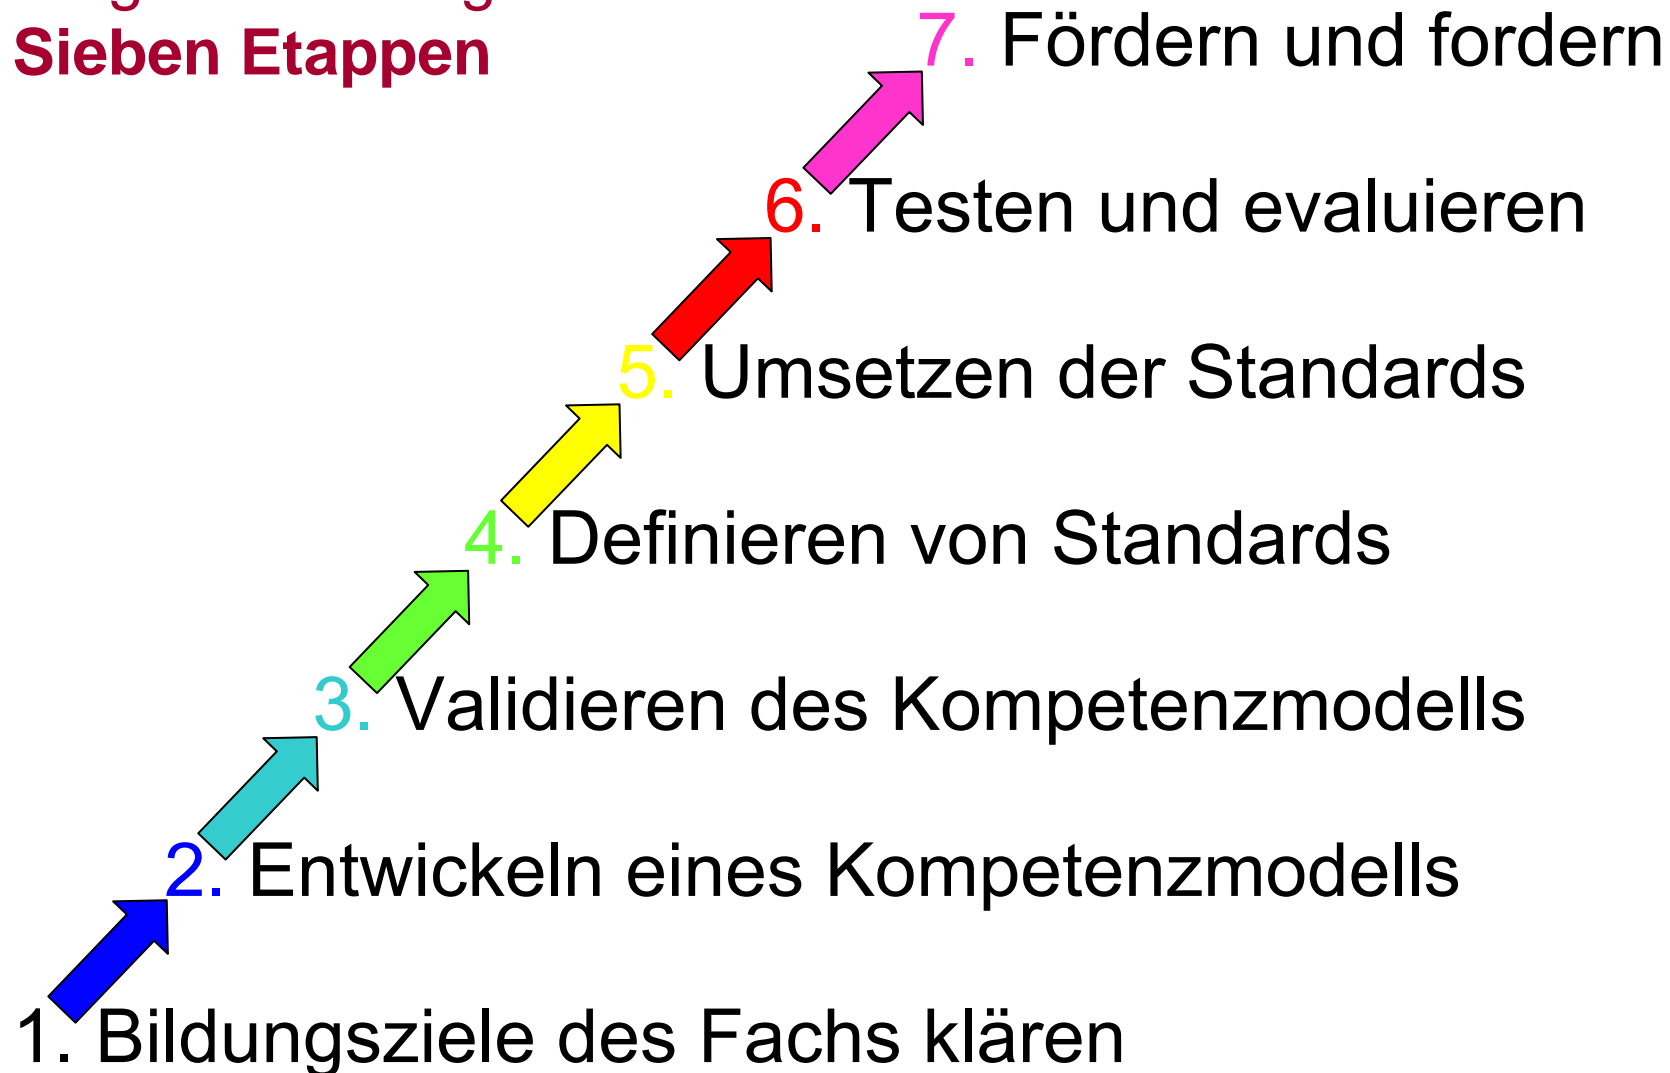 Sieben Etappen
7. Fördern und fordern
6. Testen und evaluieren
5. Umsetzen der Standards
4. Definieren von Standards
3. Validieren des Kompetenzmodells
2. Entwickeln eines Kompetenzmodells
1. Bildungsziele des Fachs klären